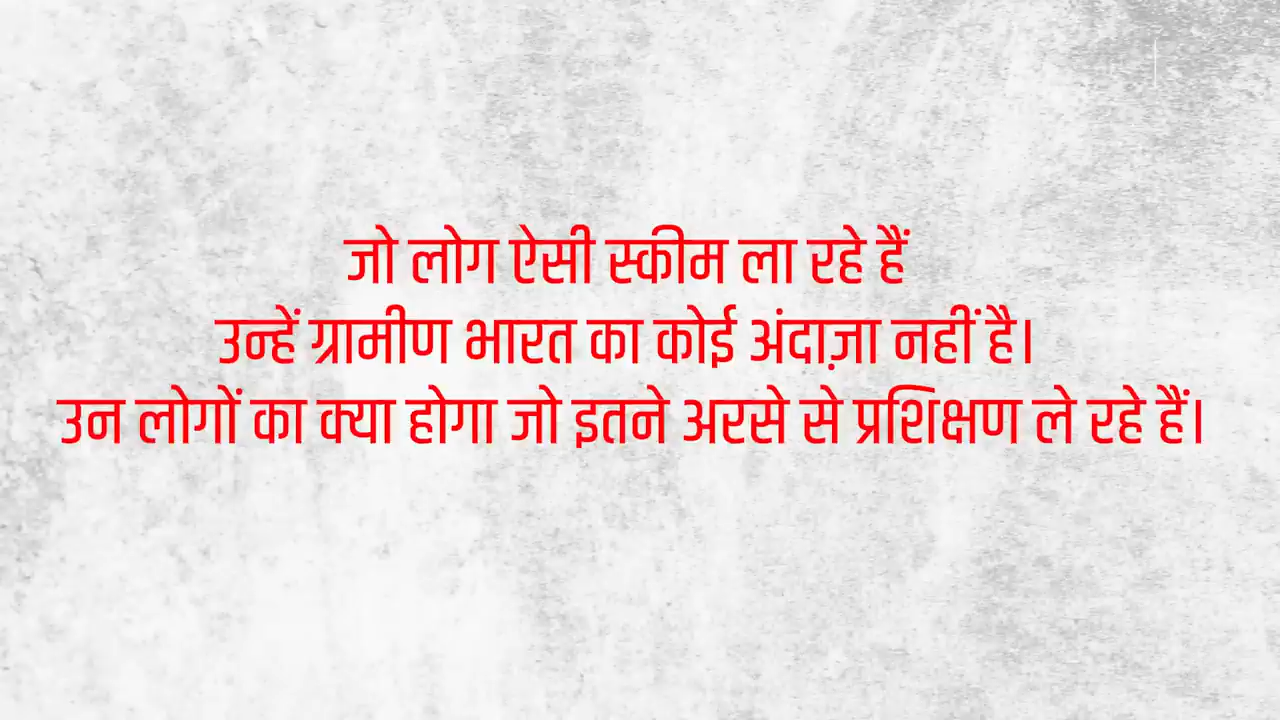 जो लोग ऐसी स्कीम ला रहे हैं
उन्हें ग्रामीण भारत का कोई अंदाज़ा नहीं है।
उन लोगों का क्या होगा जो इतने अरसे से प्रशिक्षण ले रहे हैं।